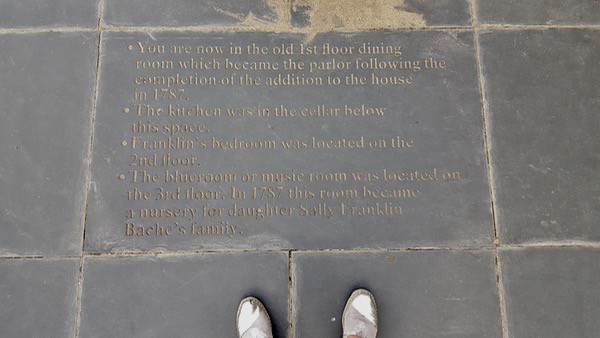 • You are now in the old 1st floor dining
room which became the parlor following the
completion of the addition to the house
in 1787.
• The kitchen was in the cellar below
this space.
• Franklin's bedroom was located on the
2nd floor.
• The blueroom or music room was located on
the 3rd floor. In 1787 this room became
a nursery for daughter Sally Franklin
Bache's family.